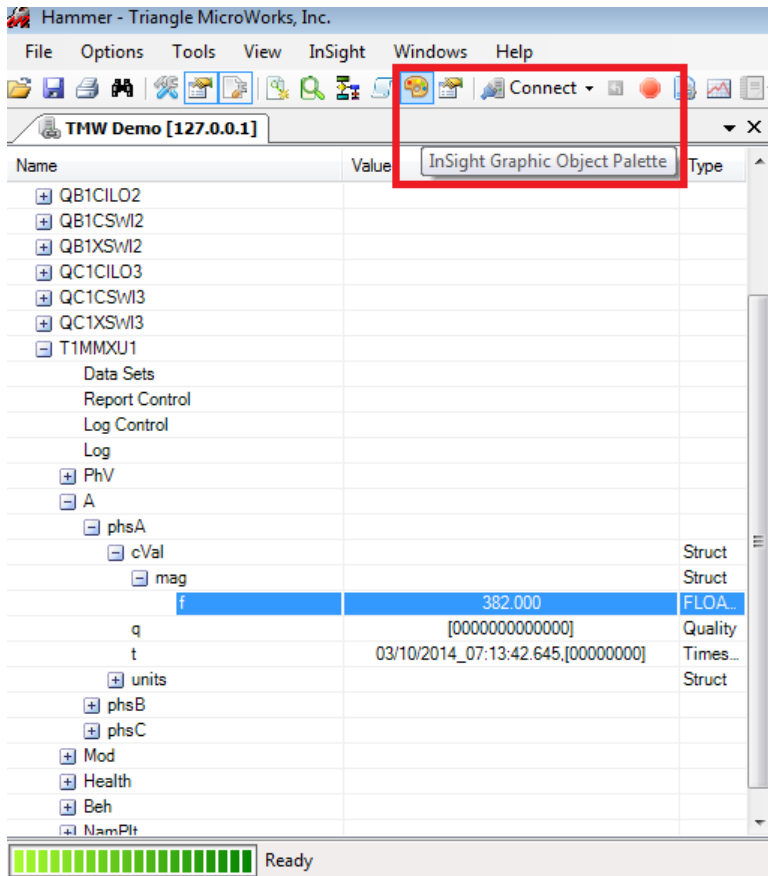 Hammer - Triangle MicroWorks, Inc.
File Options Tools View InSight Windows Help
Connect
TMW Demo [127.0.0.1]
InSight Graphic Object Palette
Name Value Type
QB1CILO2
QB1CSWI2
QB1XSWI2
QC1CILO3
QC1CSWI3
QC1XSWI3
T1MMXU1
Data Sets
Report Control
Log Control
Log
PhV
A
phsA
cVal Struct
mag Struct
f 382.000 FLOA...
q [0000000000000] Quality
t 03/10/2014_07:13:42.645,[00000000] Times...
units Struct
phsB
phsC
Mod
Health
Beh
NamPlt
Ready